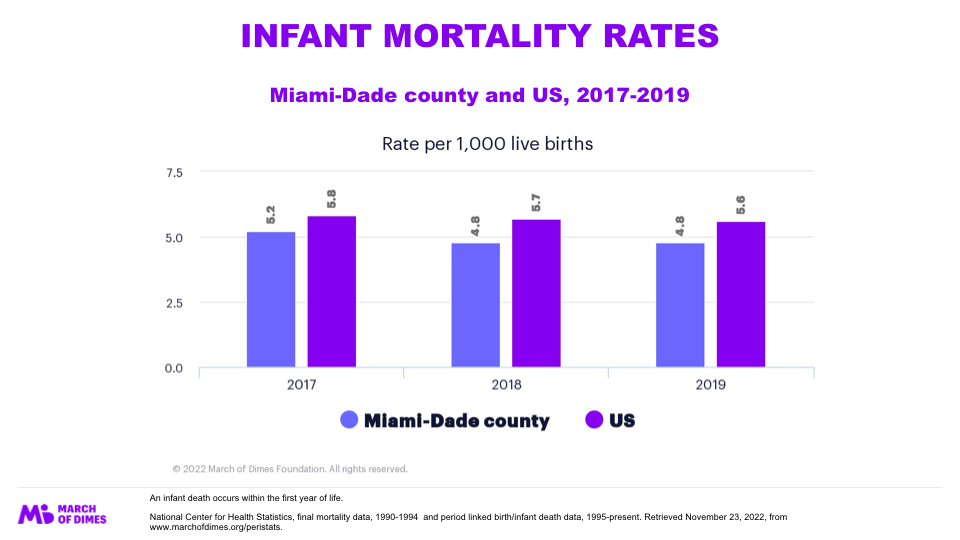 INFANT MORTALITY RATES
Miami-Dade county and US, 2017-2019
Rate per 1,000 live births
7.5
5.0
2.5
0.0
5.2
5.8
4.8
5.7
4.8
5.6
2017
2018
2019
Miami-Dade county
US
© 2022 March of Dimes Foundation. All rights reserved.
MARCH
OF DIMES
An infant death occurs within the first year of life.
National Center for Health Statistics, final mortality data, 1990-1994  and period linked birth/infant death data, 1995-present. Retrieved November 23, 2022, from
www.marchofdimes.org/peristats.